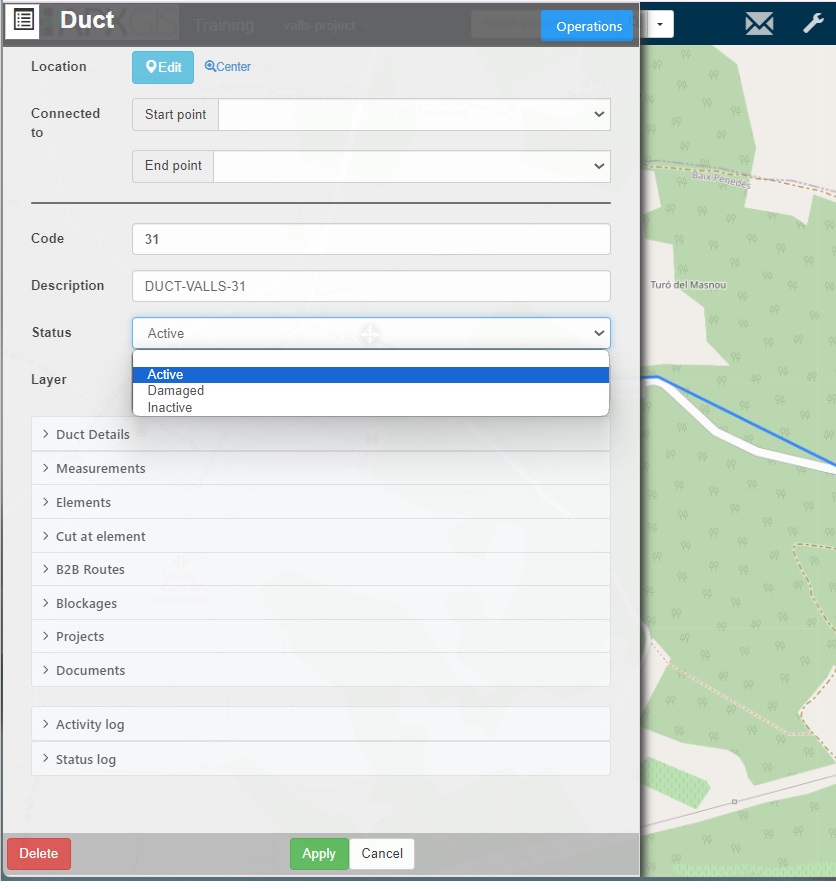 Duct
Training
valls-project
Operations
Location
Edit
Center
Connected
to
Start point
End point
Code
31
Description
DUCT-VALLS-31
Status
Active
Active
Damaged
Inactive
Layer
Duct Details
Measurements
Elements
Cut at element
B2B Routes
Blockages
Projects
Documents
Activity log
Status log
Delete
Apply
Cancel
Baix Penedès
Turó del Masnou